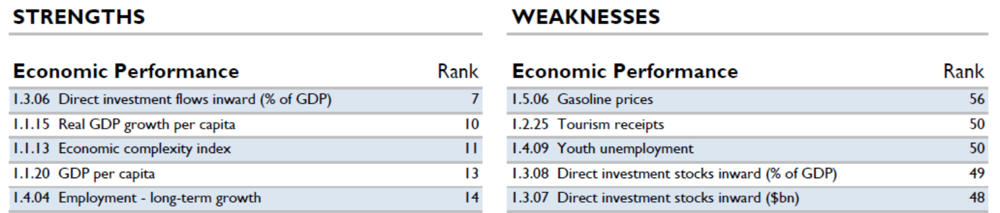 STRENGTHS
Economic Performance Rank
1.3.06 Direct investment flows inward (% of GDP) 7
1.1.15 Real GDP growth per capita 10
1.1.13 Economic complexity index 11
1.1.20 GDP per capita 13
1.4.04 Employment - long-term growth 14
WEAKNESSES
Economic Performance Rank
1.5.06 Gasoline prices 56
1.2.25 Tourism receipts 50
1.4.09 Youth unemployment 50
1.3.08 Direct investment stocks inward (% of GDP) 49
1.3.07 Direct investment stocks inward ($bn) 48